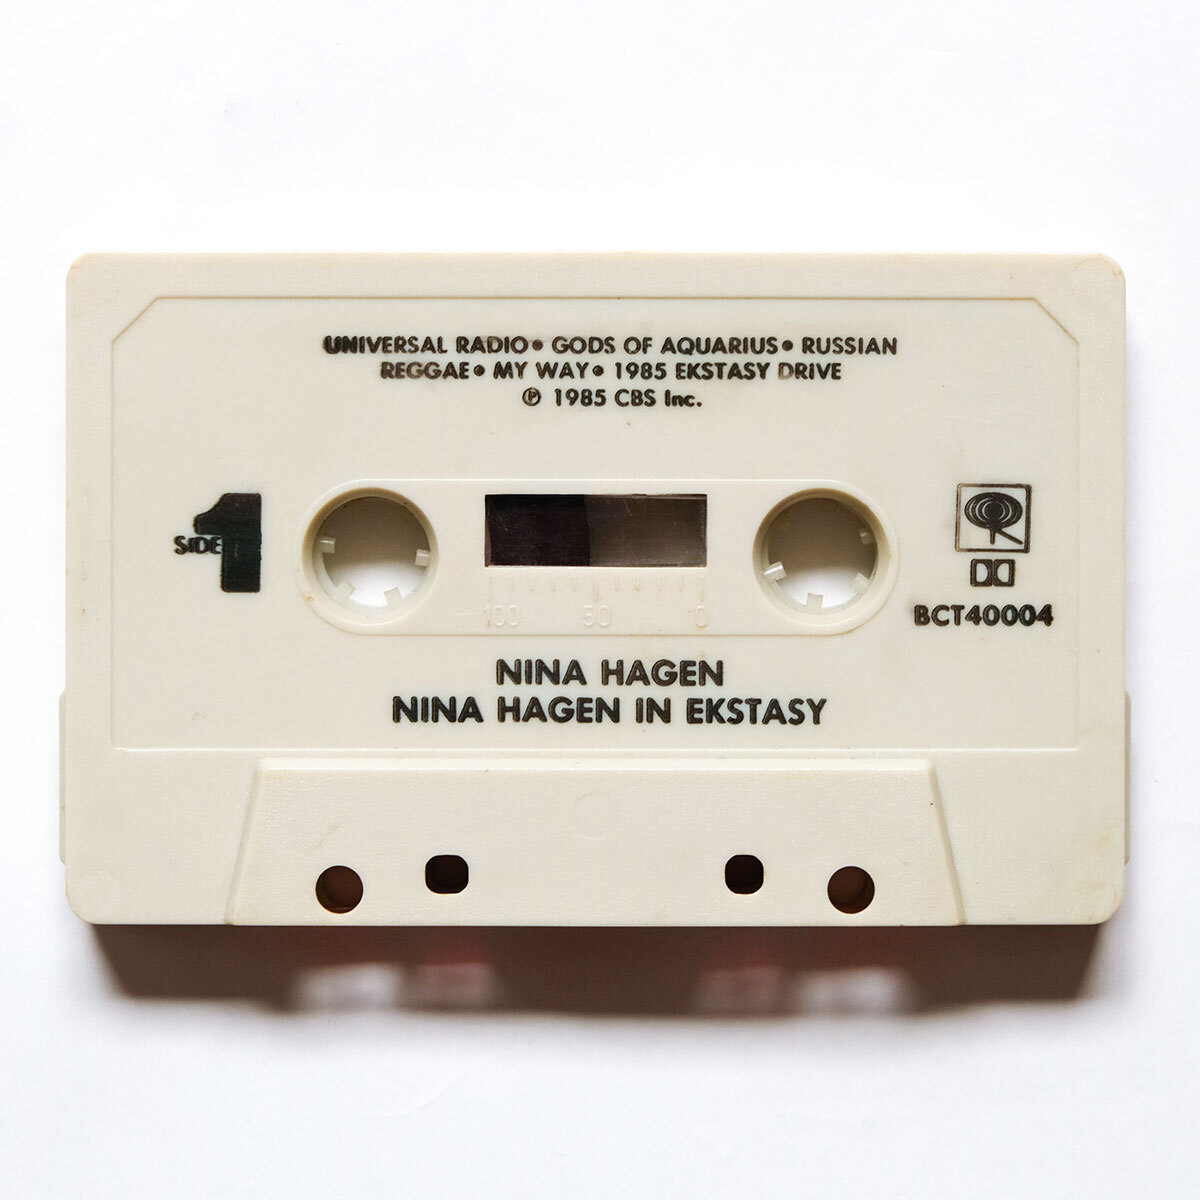 UNIVERSAL RADIO • GODS OF AQUARIUS • RUSSIAN
REGGAE • MY WAY • 1985 EKSTASY DRIVE
℗ 1985 CBS Inc.
SIDE 1
100 50 0
BCT40004
NINA HAGEN
NINA HAGEN IN EKSTASY